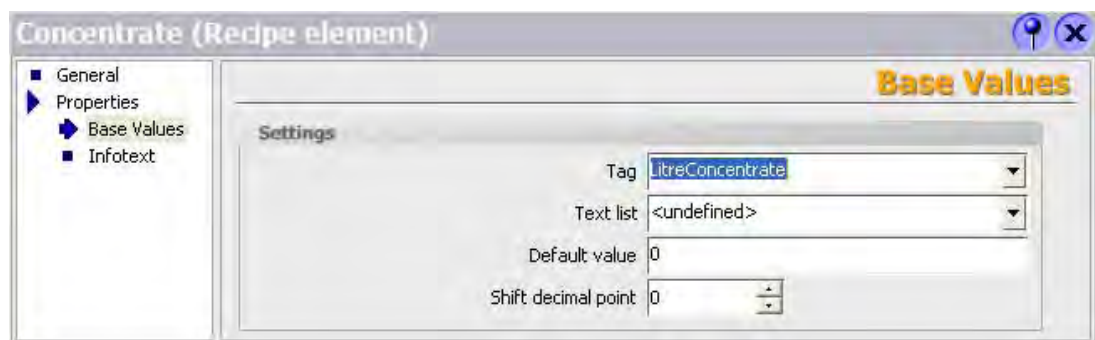 Concentrate (Recipe element)
General
Properties
Base Values
Infotext
Base Values
Settings
Tag LitreConcentrate
Text list <undefined>
Default value 0
Shift decimal point 0